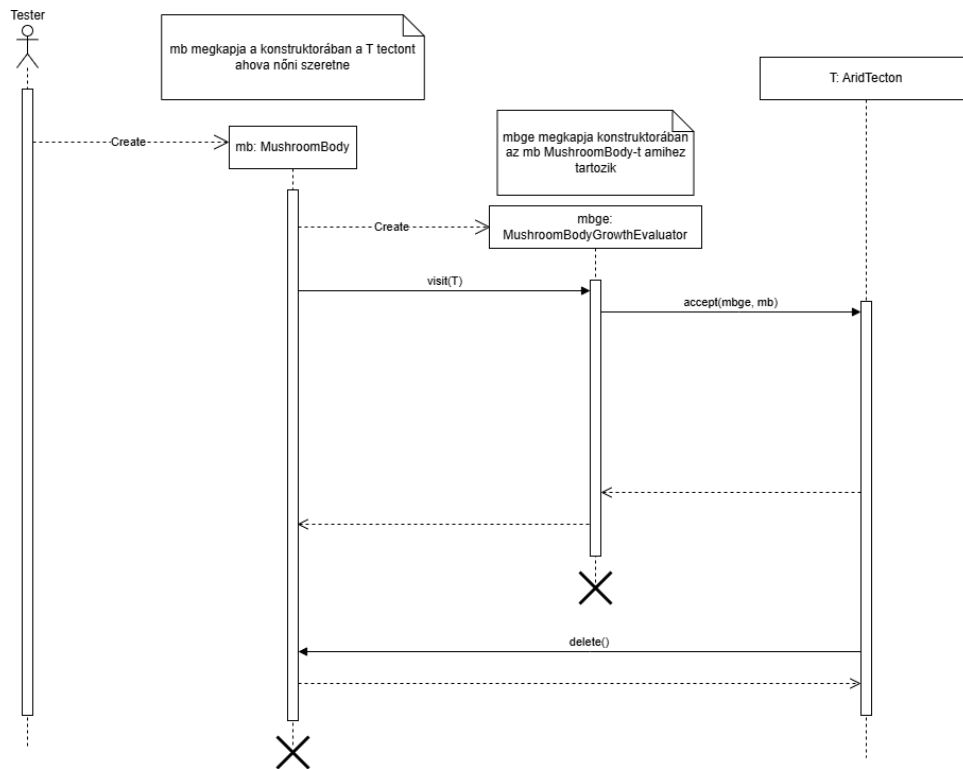 Tester
mb megkapja a konstruktorában a T tectont
ahova nőni szeretne
T: AridTecton
mbge megkapja konstruktorában
az mb MushroomBody-t amihez
tartozik
Create
mb: MushroomBody
Create
mbge:
MushroomBodyGrowthEvaluator
visit(T)
accept(mbge, mb)
delete()